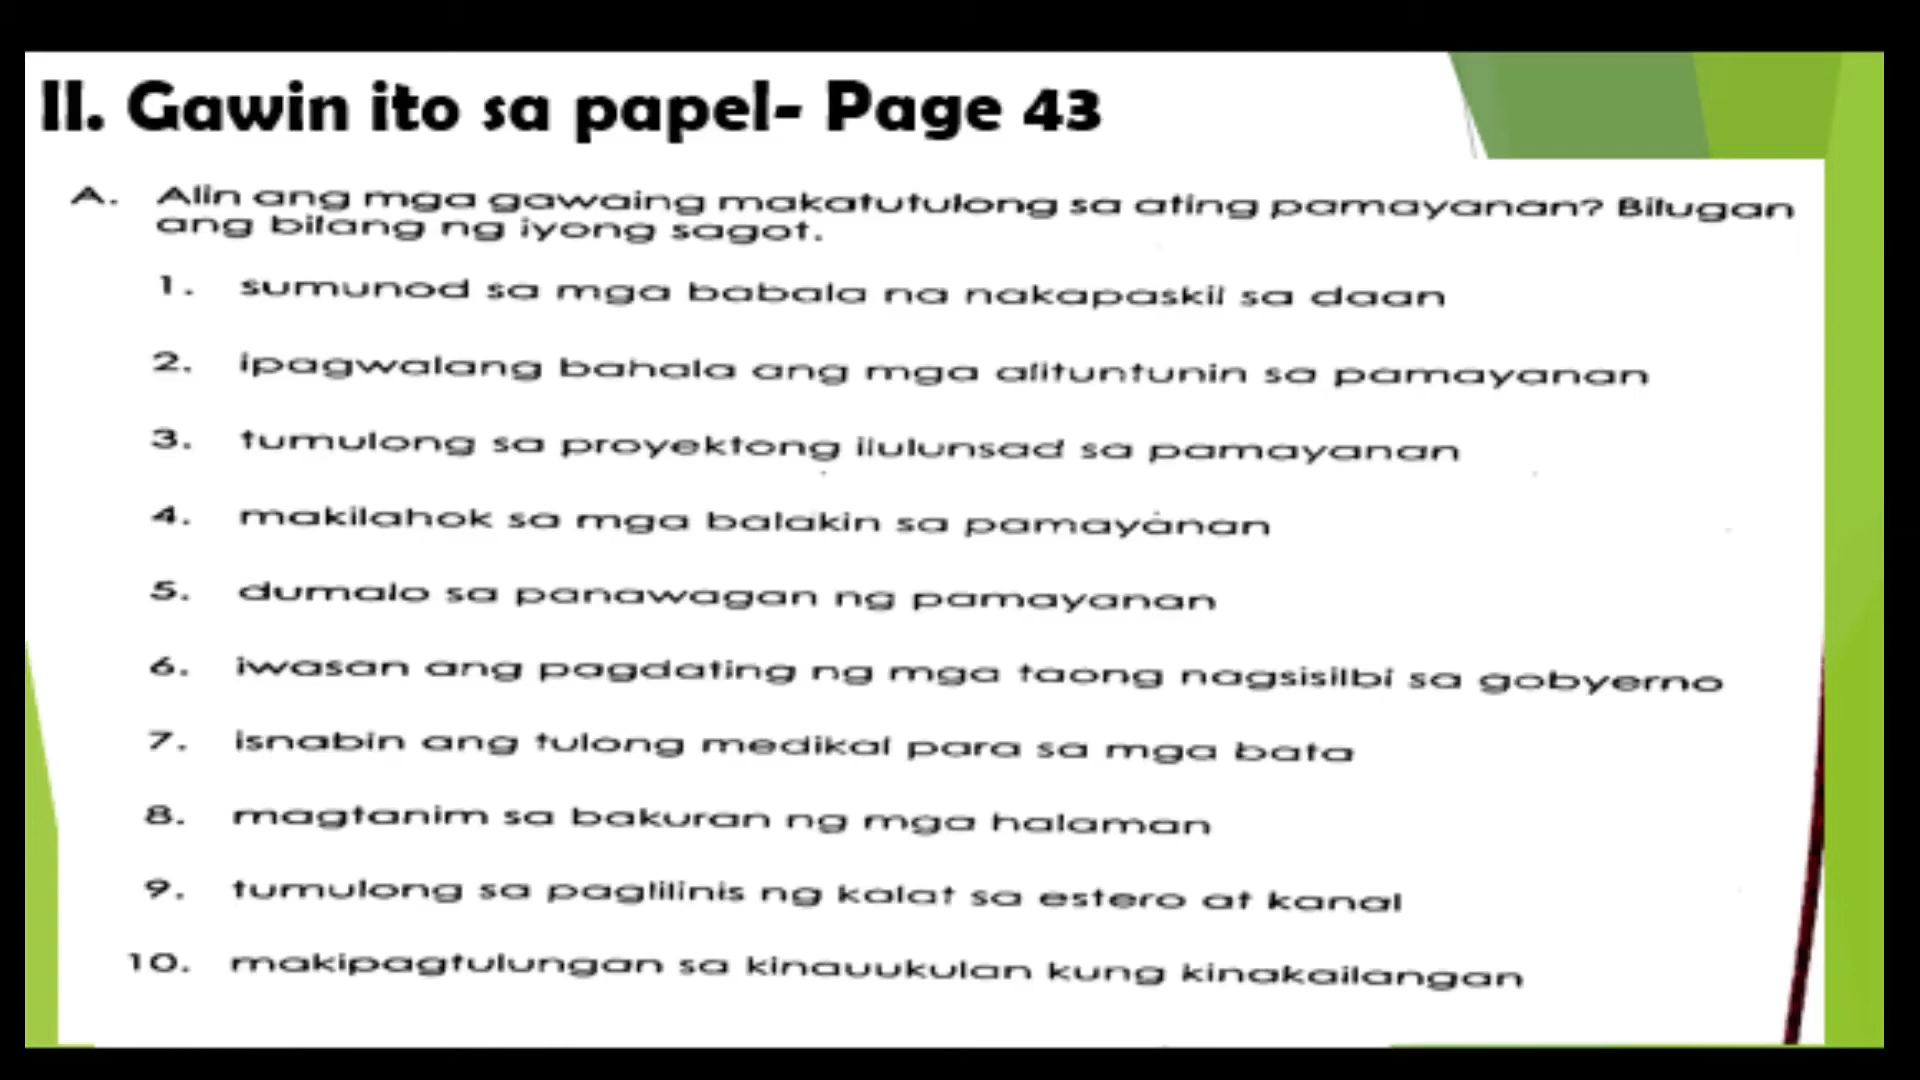 II. Gawin ito sa papel- Page 43
A. Alin ang mga gawaing makatutulong sa ating pamayanan? Bilugan
ang bilang ng iyong sagot.
1. sumunod sa mga babala na nakapaskil sa daan
2. ipagwalang bahala ang mga alituntunin sa pamayanan
3. tumulong sa proyektong ilulunsad sa pamayanan
4. makilahok sa mga balakin sa pamayanan
5. dumalo sa panawagan ng pamayanan
6. iwasan ang pagdating ng mga taong nagsisilbi sa gobyerno
7. isnabin ang tulong medikal para sa mga bata
8. magtanim sa bakuran ng mga halaman
9. tumulong sa paglilinis ng kalat sa estero at kanal
10. makipagtulungan sa kinauukulan kung kinakailangan